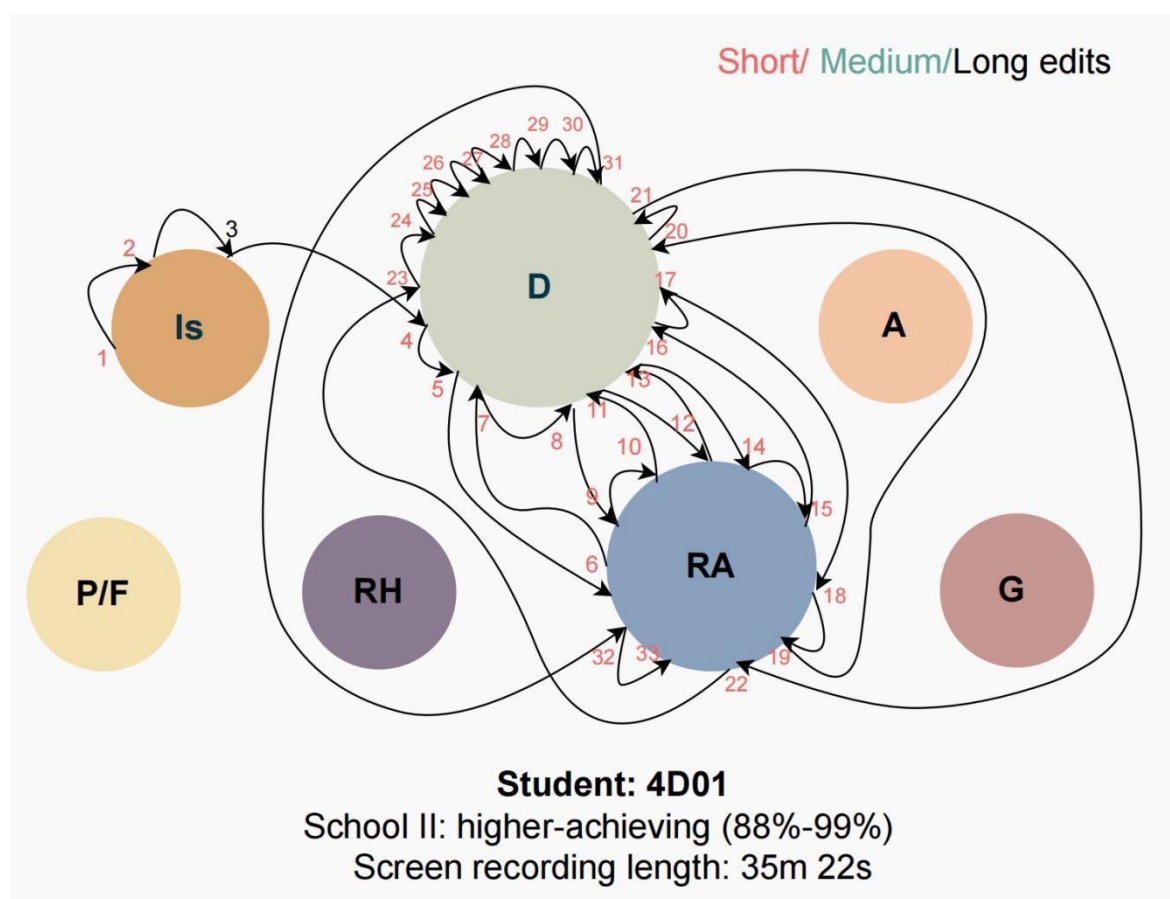 Short/ Medium/Long edits
29 30
28
26 27 31
25 21
24 20
2 3
23 D 17
Is A
4 16
1
5 13
11
7 12
8 10 14
9 15
6 RA
P/F RH G
18
32 33 19
22
Student: 4D01
School II: higher-achieving (88%-99%)
Screen recording length: 35m 22s